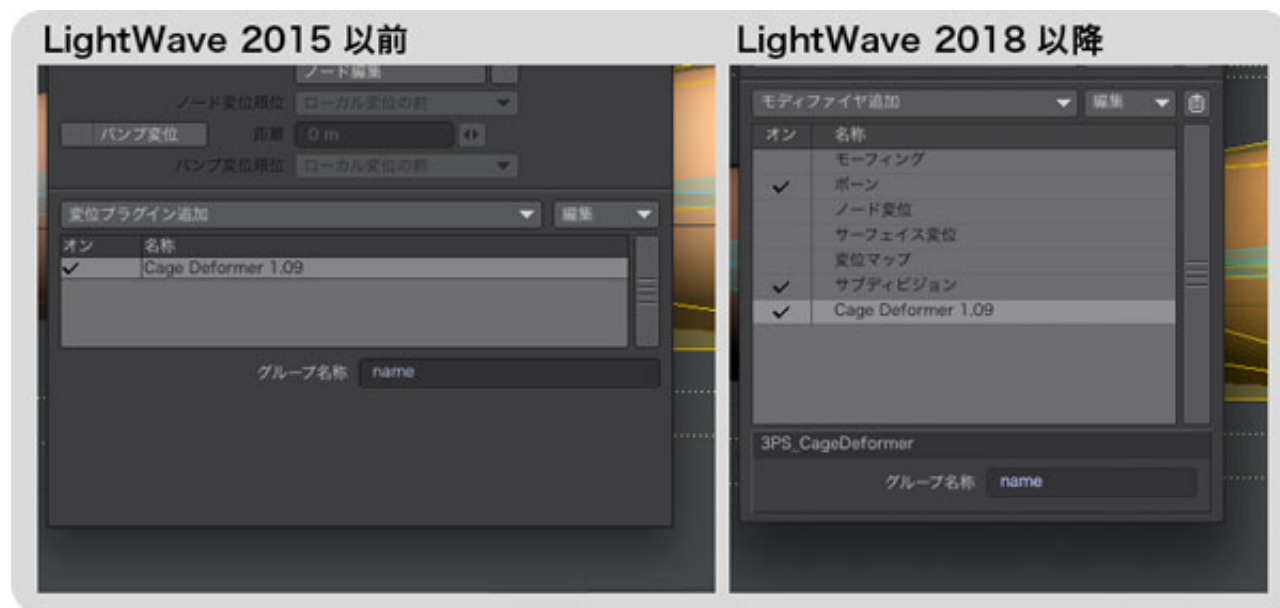 LightWave 2015 以前
ノード編集
ノード変位順位 ローカル変位の前
バンプ変位 距離 0 m
バンプ変位順位 ローカル変位の前
変位プラグイン追加 編集
オン 名称
Cage Deformer 1.09
グループ名称 name
LightWave 2018 以降
モディファイヤ追加 編集
オン 名称
モーフィング
ボーン
ノード変位
サーフェイス変位
変位マップ
サブディビジョン
Cage Deformer 1.09
3PS_CageDeformer
グループ名称 name